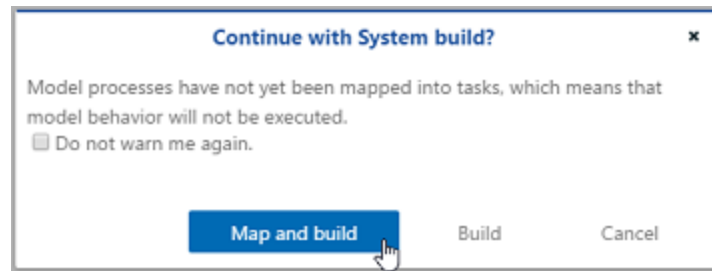 Continue with System build?
Model processes have not yet been mapped into tasks, which means that
model behavior will not be executed.
Do not warn me again.
Map and build Build Cancel